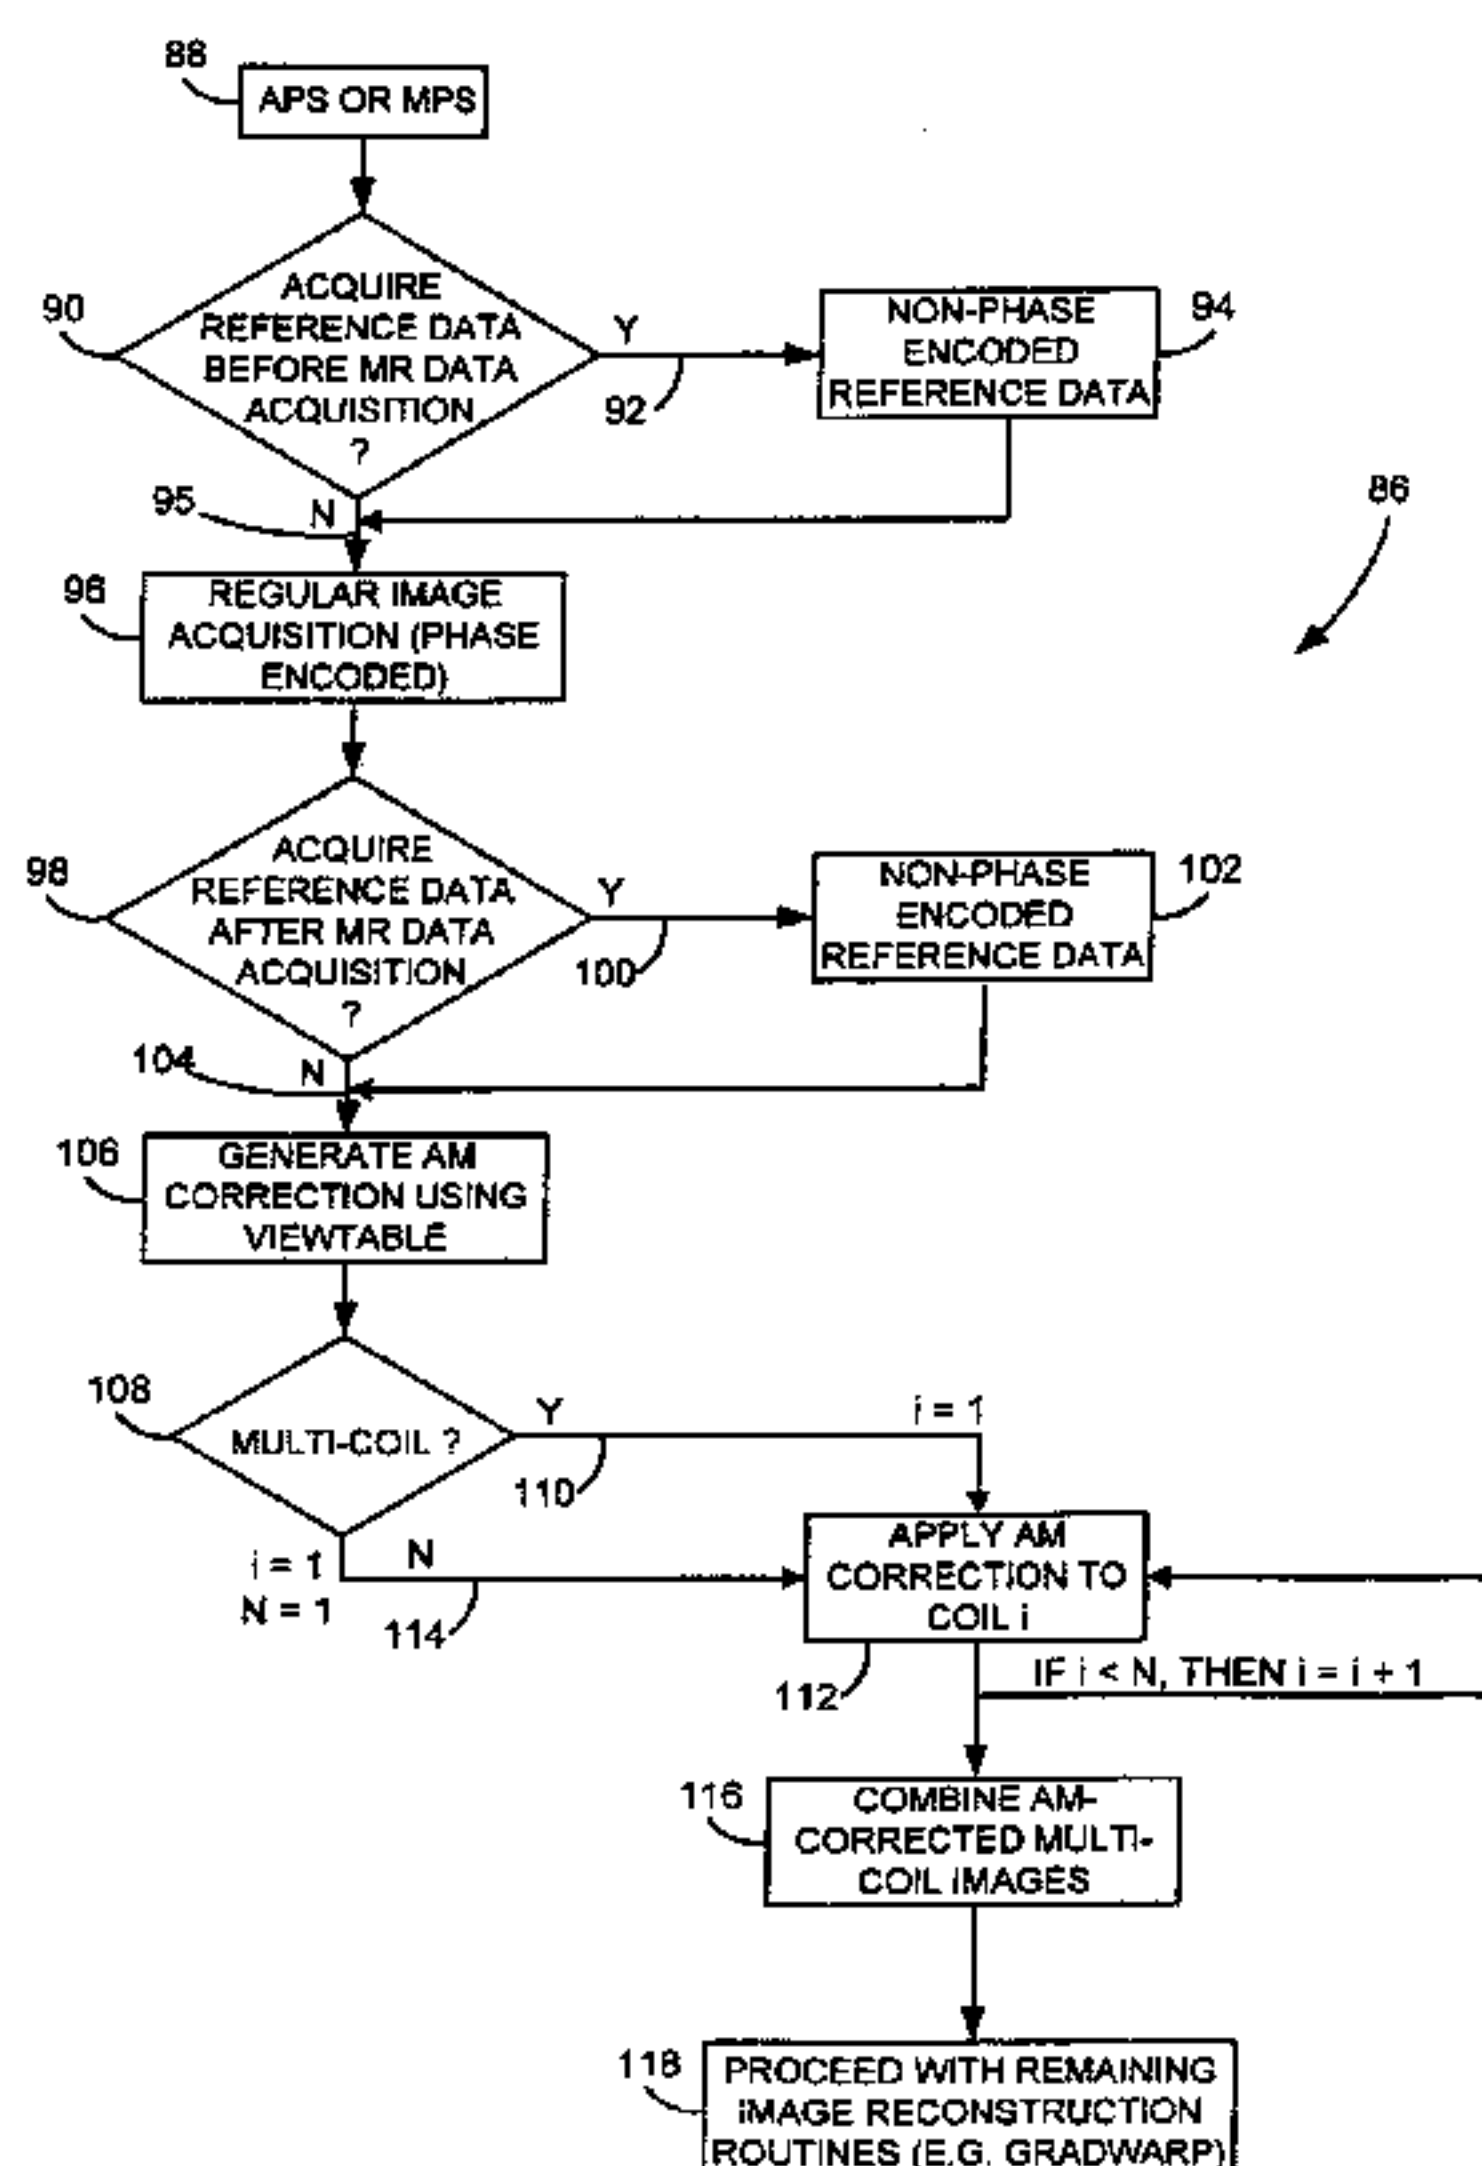 88
APS OR MPS
90
ACQUIRE
REFERENCE DATA
BEFORE MR DATA
ACQUISITION
?
Y
92
NON-PHASE
ENCODED
REFERENCE DATA
94
95
N
86
96
REGULAR IMAGE
ACQUISITION (PHASE
ENCODED)
98
ACQUIRE
REFERENCE DATA
AFTER MR DATA
ACQUISITION
?
Y
100
NON-PHASE
ENCODED
REFERENCE DATA
102
104
N
106
GENERATE AM
CORRECTION USING
VIEWTABLE
108
MULTI-COIL ?
Y
110
i = 1
i = 1
N = 1
N
114
APPLY AM
CORRECTION TO
COIL i
112
IF i < N, THEN i = i + 1
116
COMBINE AM-
CORRECTED MULTI-
COIL IMAGES
118
PROCEED WITH REMAINING
IMAGE RECONSTRUCTION
ROUTINES (E.G. GRADWARP)